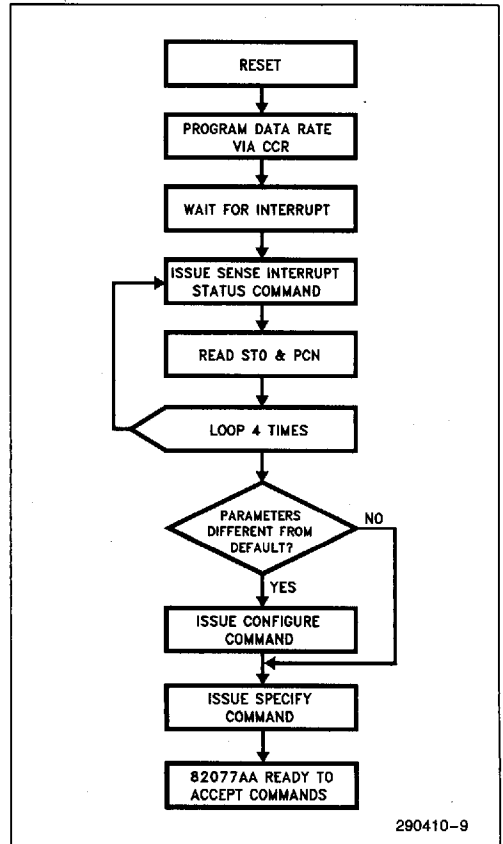 RESET
PROGRAM DATA RATE
VIA CCR
WAIT FOR INTERRUPT
ISSUE SENSE INTERRUPT
STATUS COMMAND
READ ST0 & PCN
LOOP 4 TIMES
PARAMETERS
DIFFERENT FROM
DEFAULT?
NO
YES
ISSUE CONFIGURE
COMMAND
ISSUE SPECIFY
COMMAND
82077AA READY TO
ACCEPT COMMANDS
290410-9